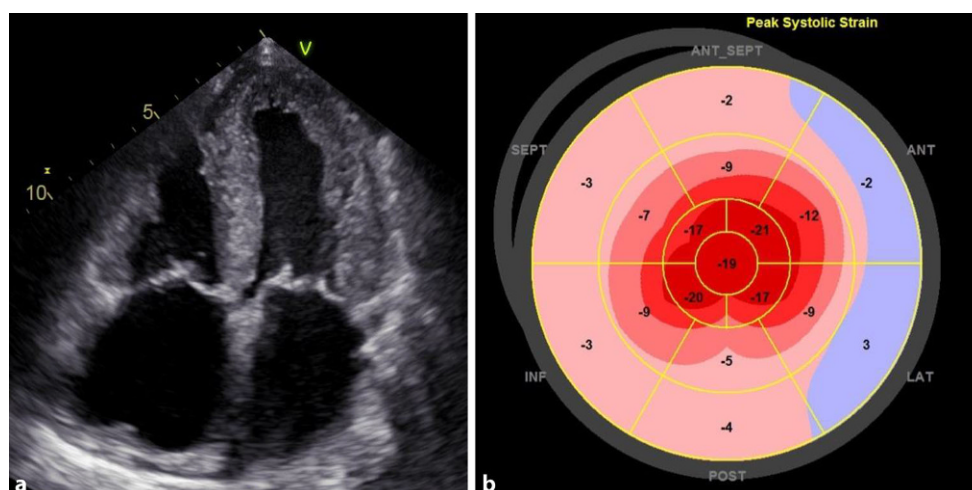 V
5
10
a
Peak Systolic Strain
ANT_SEPT
SEPT
ANT
INF
LAT
POST
-2
-3
-2
-9
-7
-12
-17
-21
-19
-20
-17
-9
-9
-5
-3
3
-4
b